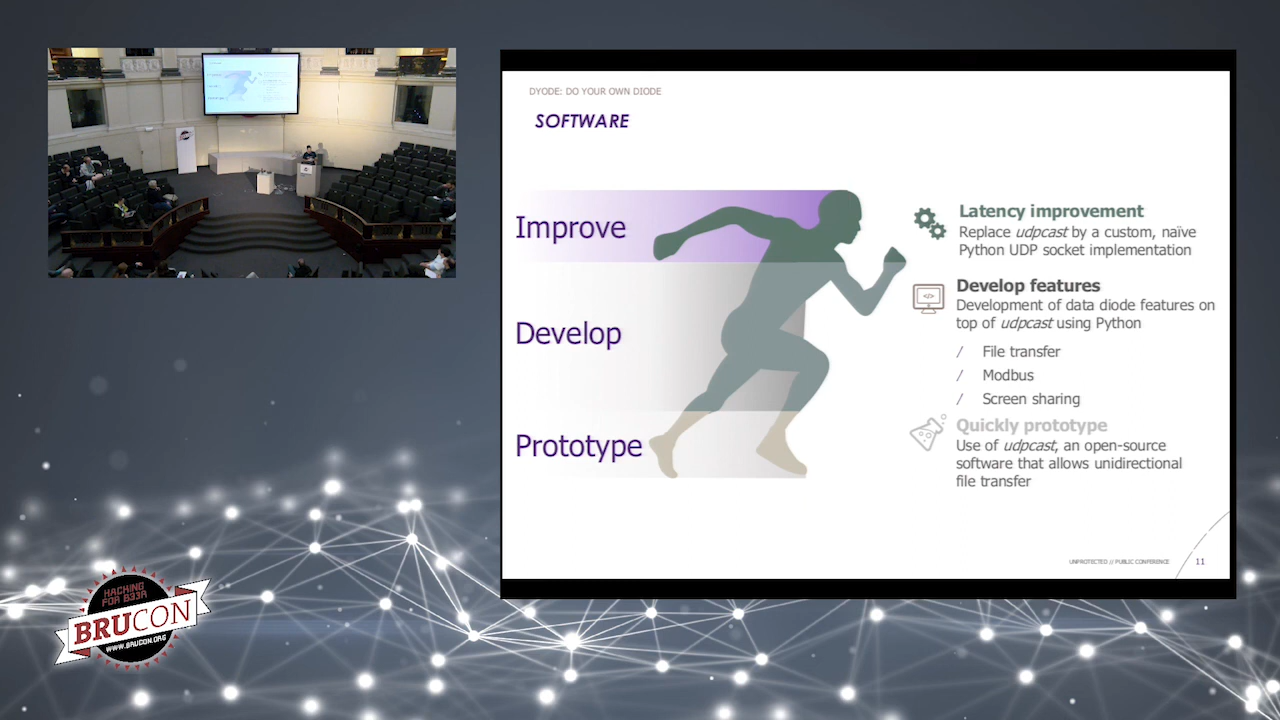 DYODE: DO YOUR OWN DIODE
SOFTWARE
Improve
Develop
Prototype
Latency improvement
Replace udpcast by a custom, naïve
Python UDP socket implementation
Develop features
Development of data diode features on
top of udpcast using Python
/ File transfer
/ Modbus
/ Screen sharing
Quickly prototype
Use of udpcast, an open-source
software that allows unidirectional
file transfer
UNPROTECTED // PUBLIC CONFERENCE
11
HACKING
FOR B33R
BRUCON
WWW.BRUCON.ORG